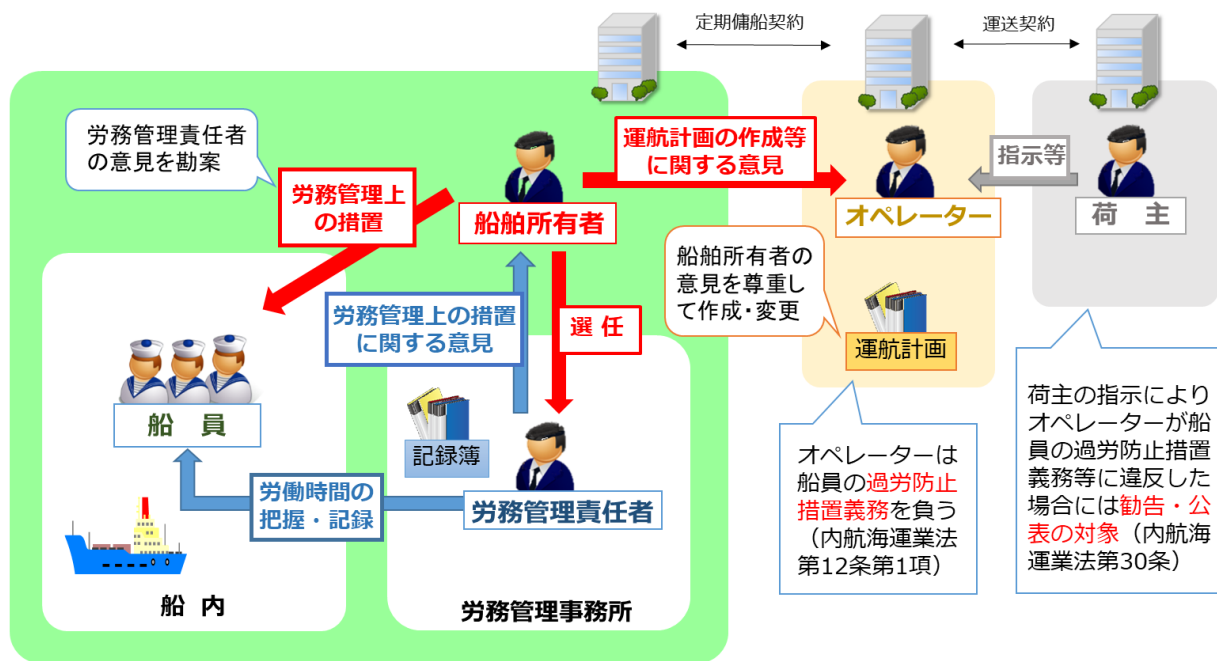 定期傭船契約
運送契約
労務管理責任者
の意見を勘案
労務管理上
の措置
船舶所有者
運航計画の作成等
に関する意見
オペレーター
指示等
荷　主
船舶所有者の
意見を尊重し
て作成・変更
運航計画
労務管理上の措置
に関する意見
選 任
船　員
記録簿
労働時間の
把握・記録
労務管理責任者
船 内
労務管理事務所
オペレーターは
船員の過労防止
措置義務を負う
（内航海運業法
第12条第1項）
荷主の指示により
オペレーターが船
員の過労防止措置
義務等に違反した
場合には勧告・公
表の対象（内航海
運業法第30条）